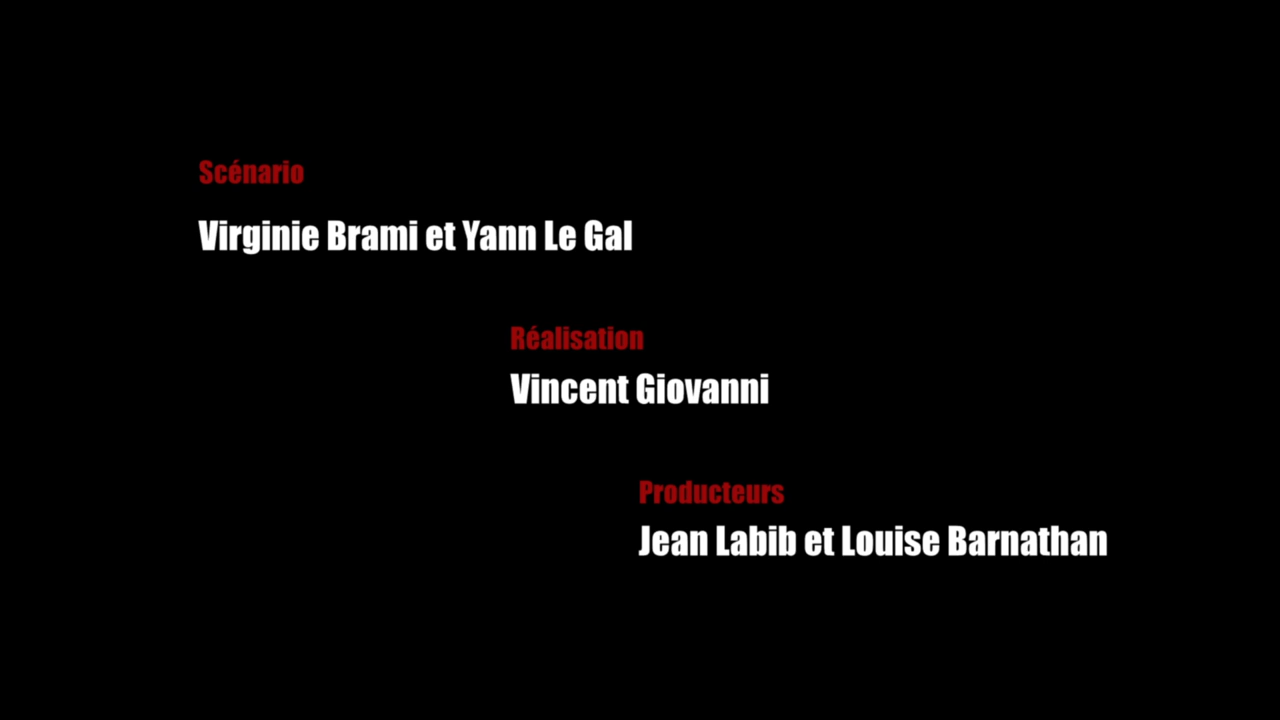 Scénario
Virginie Brami et Yann Le Gal
Réalisation
Vincent Giovanni
Producteurs
Jean Labib et Louise Barnathan